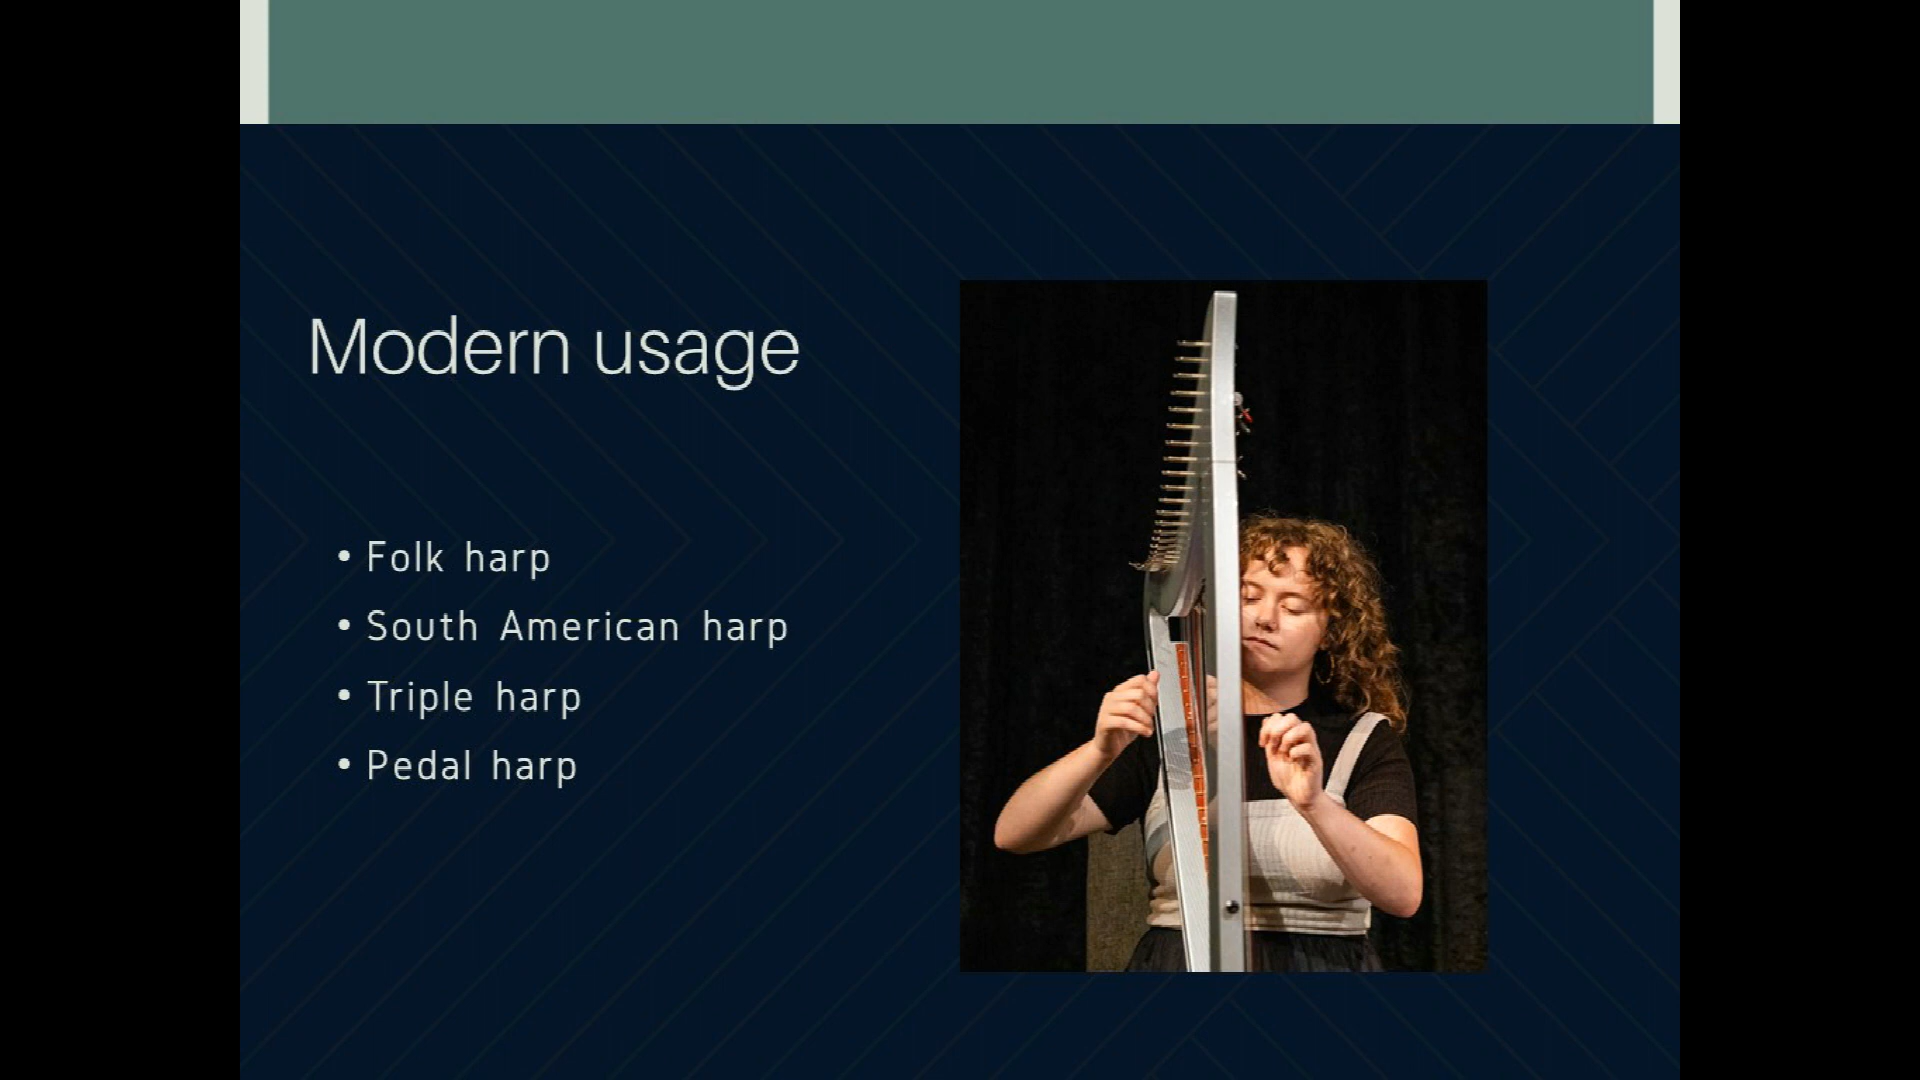 Modern usage
• Folk harp
• South American harp
• Triple harp
• Pedal harp